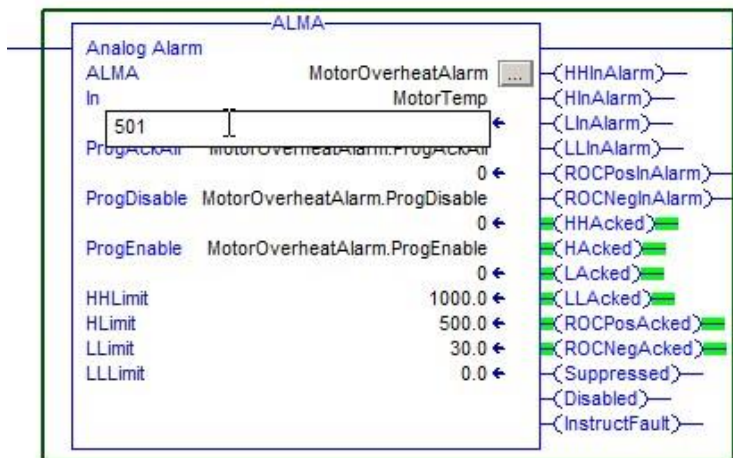 ALMA
Analog Alarm
ALMA MotorOverheatAlarm ...
In MotorTemp
501
ProgAckAll MotorOverheatAlarm.ProgAckAll
0
ProgDisable MotorOverheatAlarm.ProgDisable
0
ProgEnable MotorOverheatAlarm.ProgEnable
0
HHLimit 1000.0
HLimit 500.0
LLimit 30.0
LLLimit 0.0
HHInAlarm
HInAlarm
LInAlarm
LLInAlarm
ROCPosInAlarm
ROCNegInAlarm
HHAcked
HAcked
LAcked
LLAcked
ROCPosAcked
ROCNegAcked
Suppressed
Disabled
InstructFault